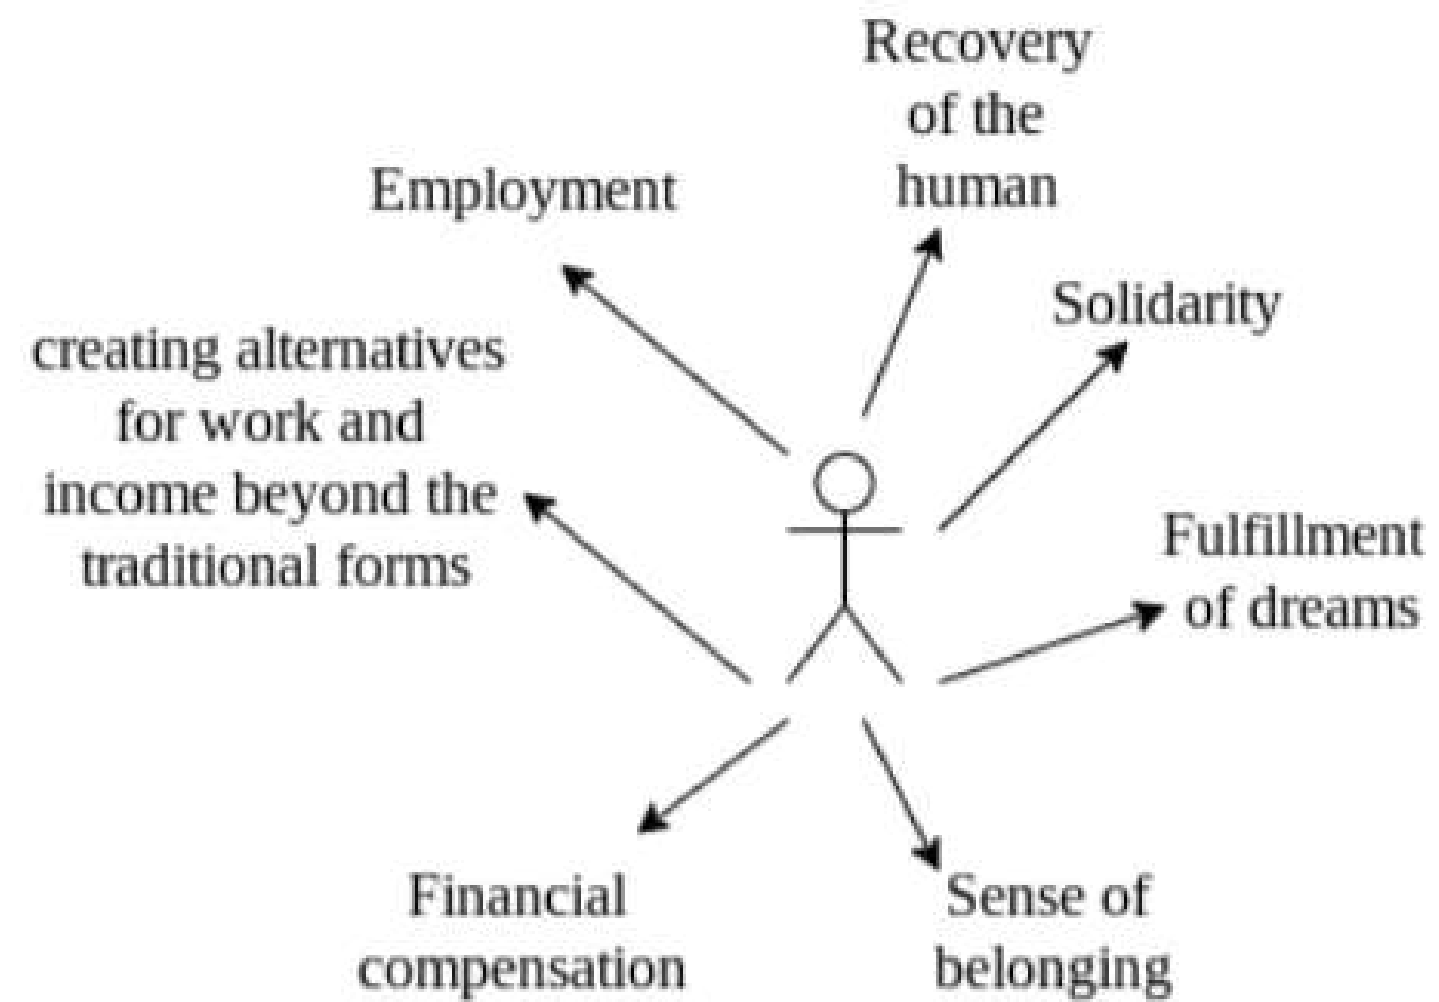 Recovery
of the
human
Employment
Solidarity
creating alternatives
for work and
income beyond the
traditional forms
Fulfillment
of dreams
Financial
compensation
Sense of
belonging